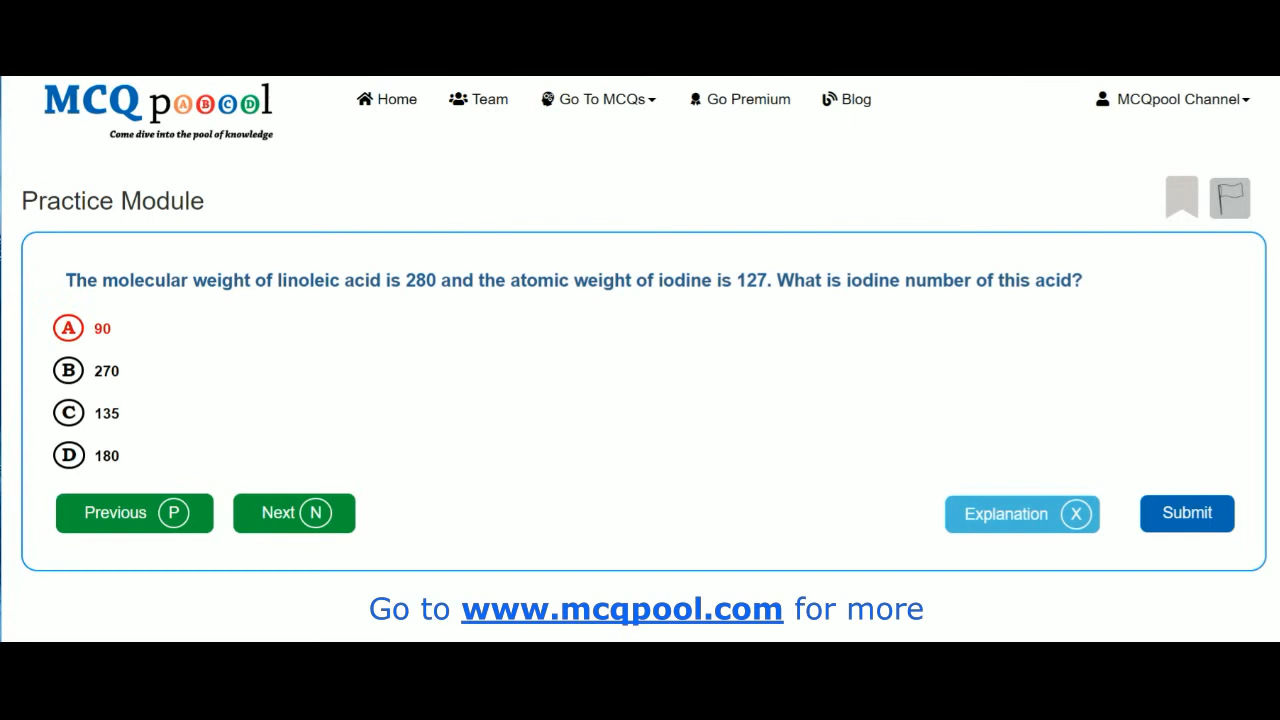 MCQ pABCDl
Come dive into the pool of knowledge
Home Team Go To MCQs Go Premium Blog MCQpool Channel
Practice Module
The molecular weight of linoleic acid is 280 and the atomic weight of iodine is 127. What is iodine number of this acid?
A 90
B 270
C 135
D 180
Previous P Next N Explanation X Submit
Go to www.mcqpool.com for more